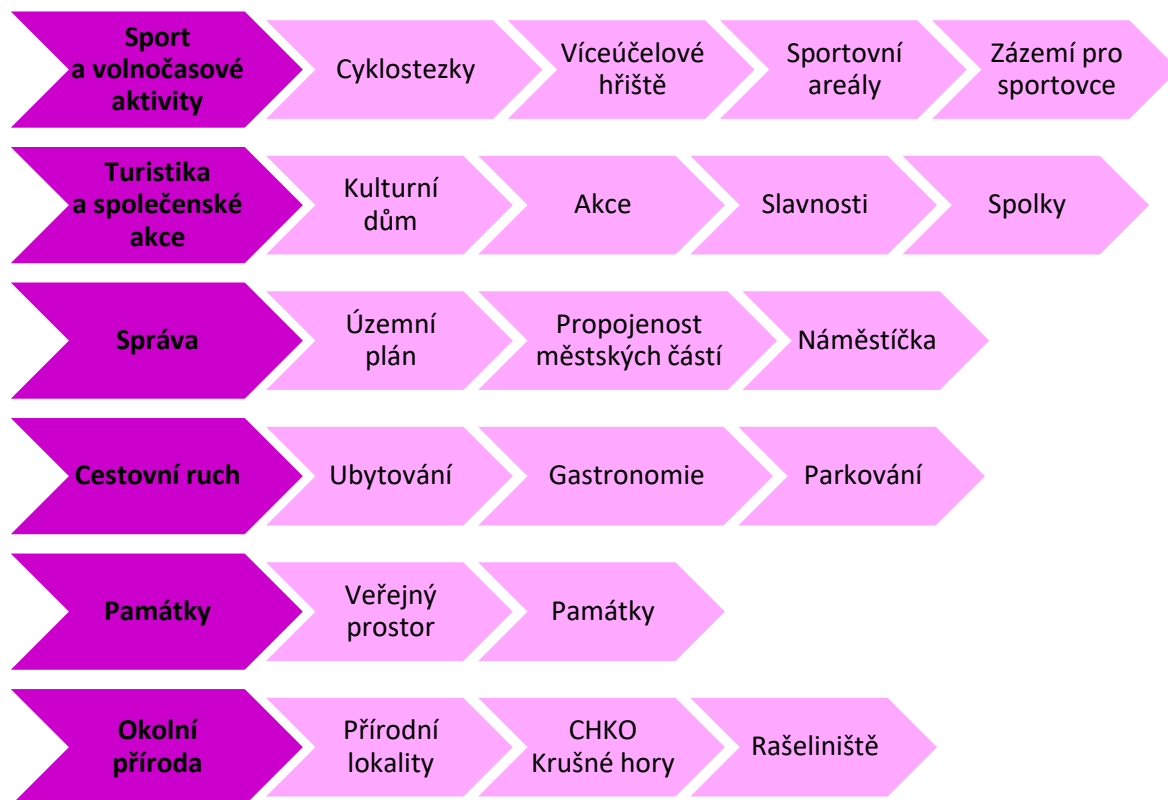 Sport
a volnočasové
aktivity
Cyklostezky
Víceúčelové
hřiště
Sportovní
areály
Zázemí pro
sportovce
Turistika
a společenské
akce
Kulturní
dům
Akce
Slavnosti
Spolky
Správa
Územní
plán
Propojenost
městských částí
Náměstíčka
Cestovní ruch
Ubytování
Gastronomie
Parkování
Památky
Veřejný
prostor
Památky
Okolní
příroda
Přírodní
lokality
CHKO
Krušné hory
Rašeliniště